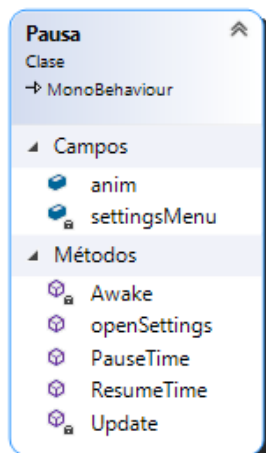 Pausa
Clase
MonoBehaviour
Campos
anim
settingsMenu
Métodos
Awake
openSettings
PauseTime
ResumeTime
Update